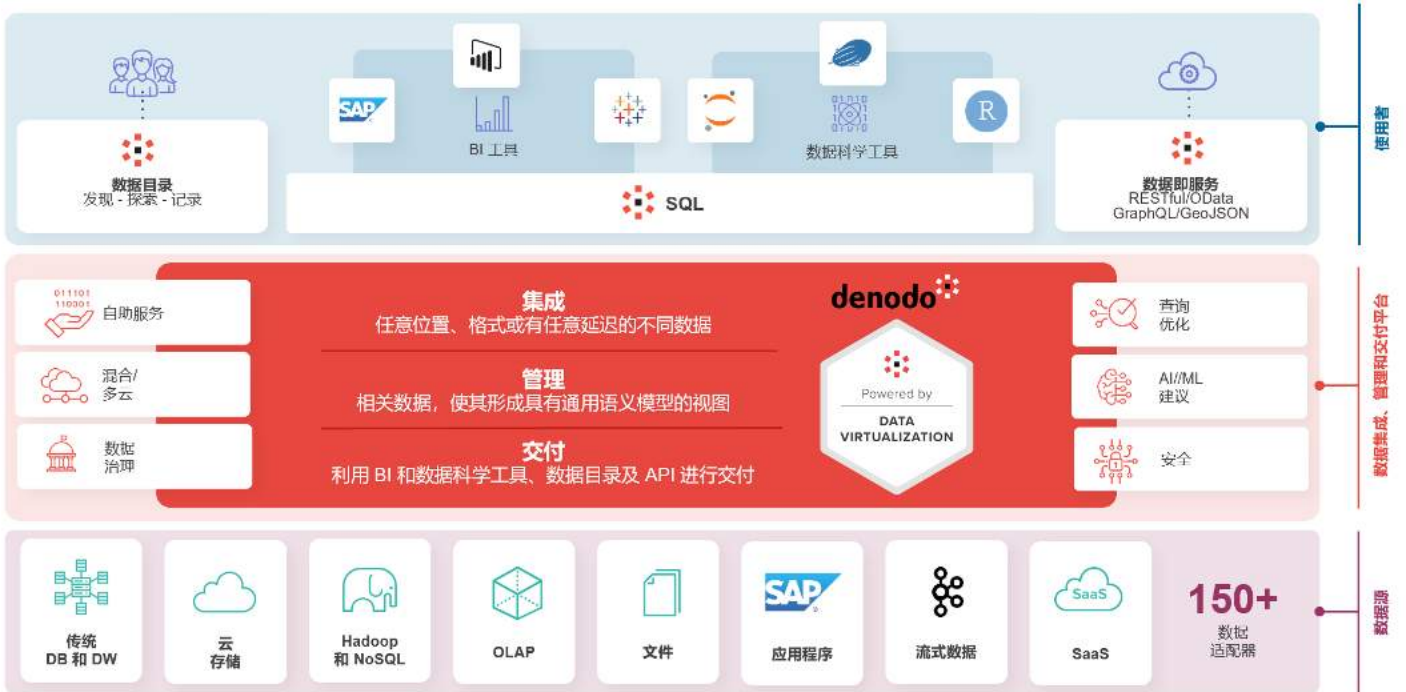 SAP
BI 工具
数据科学工具
R
数据目录
发现 - 探索 - 记录
SQL
数据即服务
RESTful/OData
GraphQL/GeoJSON
使用者
011101
110001
自助服务
混合/
多云
数据
治理
集成
任意位置、格式或有任意延迟的不同数据
管理
相关数据，使其形成具有通用语义模型的视图
交付
利用 BI 和数据科学工具、数据目录及 API 进行交付
denodo
Powered by
DATA
VIRTUALIZATION
查询
优化
AI//ML
建议
安全
数据集成、管理和交付平台
传统
DB 和 DW
云
存储
Hadoop
和 NoSQL
OLAP
文件
SAP
应用程序
流式数据
SaaS
SaaS
150+
数据
适配器
数据源